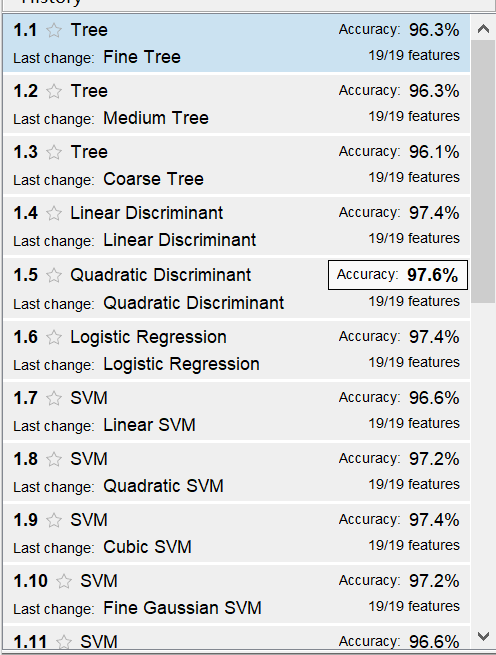 History
1.1 Tree Accuracy: 96.3%
Last change: Fine Tree 19/19 features
1.2 Tree Accuracy: 96.3%
Last change: Medium Tree 19/19 features
1.3 Tree Accuracy: 96.1%
Last change: Coarse Tree 19/19 features
1.4 Linear Discriminant Accuracy: 97.4%
Last change: Linear Discriminant 19/19 features
1.5 Quadratic Discriminant Accuracy: 97.6%
Last change: Quadratic Discriminant 19/19 features
1.6 Logistic Regression Accuracy: 97.4%
Last change: Logistic Regression 19/19 features
1.7 SVM Accuracy: 96.6%
Last change: Linear SVM 19/19 features
1.8 SVM Accuracy: 97.2%
Last change: Quadratic SVM 19/19 features
1.9 SVM Accuracy: 97.4%
Last change: Cubic SVM 19/19 features
1.10 SVM Accuracy: 97.2%
Last change: Fine Gaussian SVM 19/19 features
1.11 SVM Accuracy: 96.6%